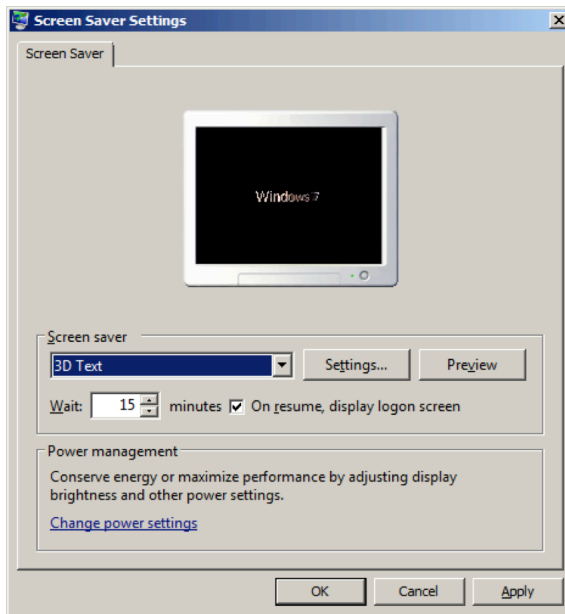 Screen Saver Settings
Screen Saver
Windows 7
Screen saver
3D Text
Settings...
Preview
Wait:
15
minutes
On resume, display logon screen
Power management
Conserve energy or maximize performance by adjusting display
brightness and other power settings.
Change power settings
OK
Cancel
Apply